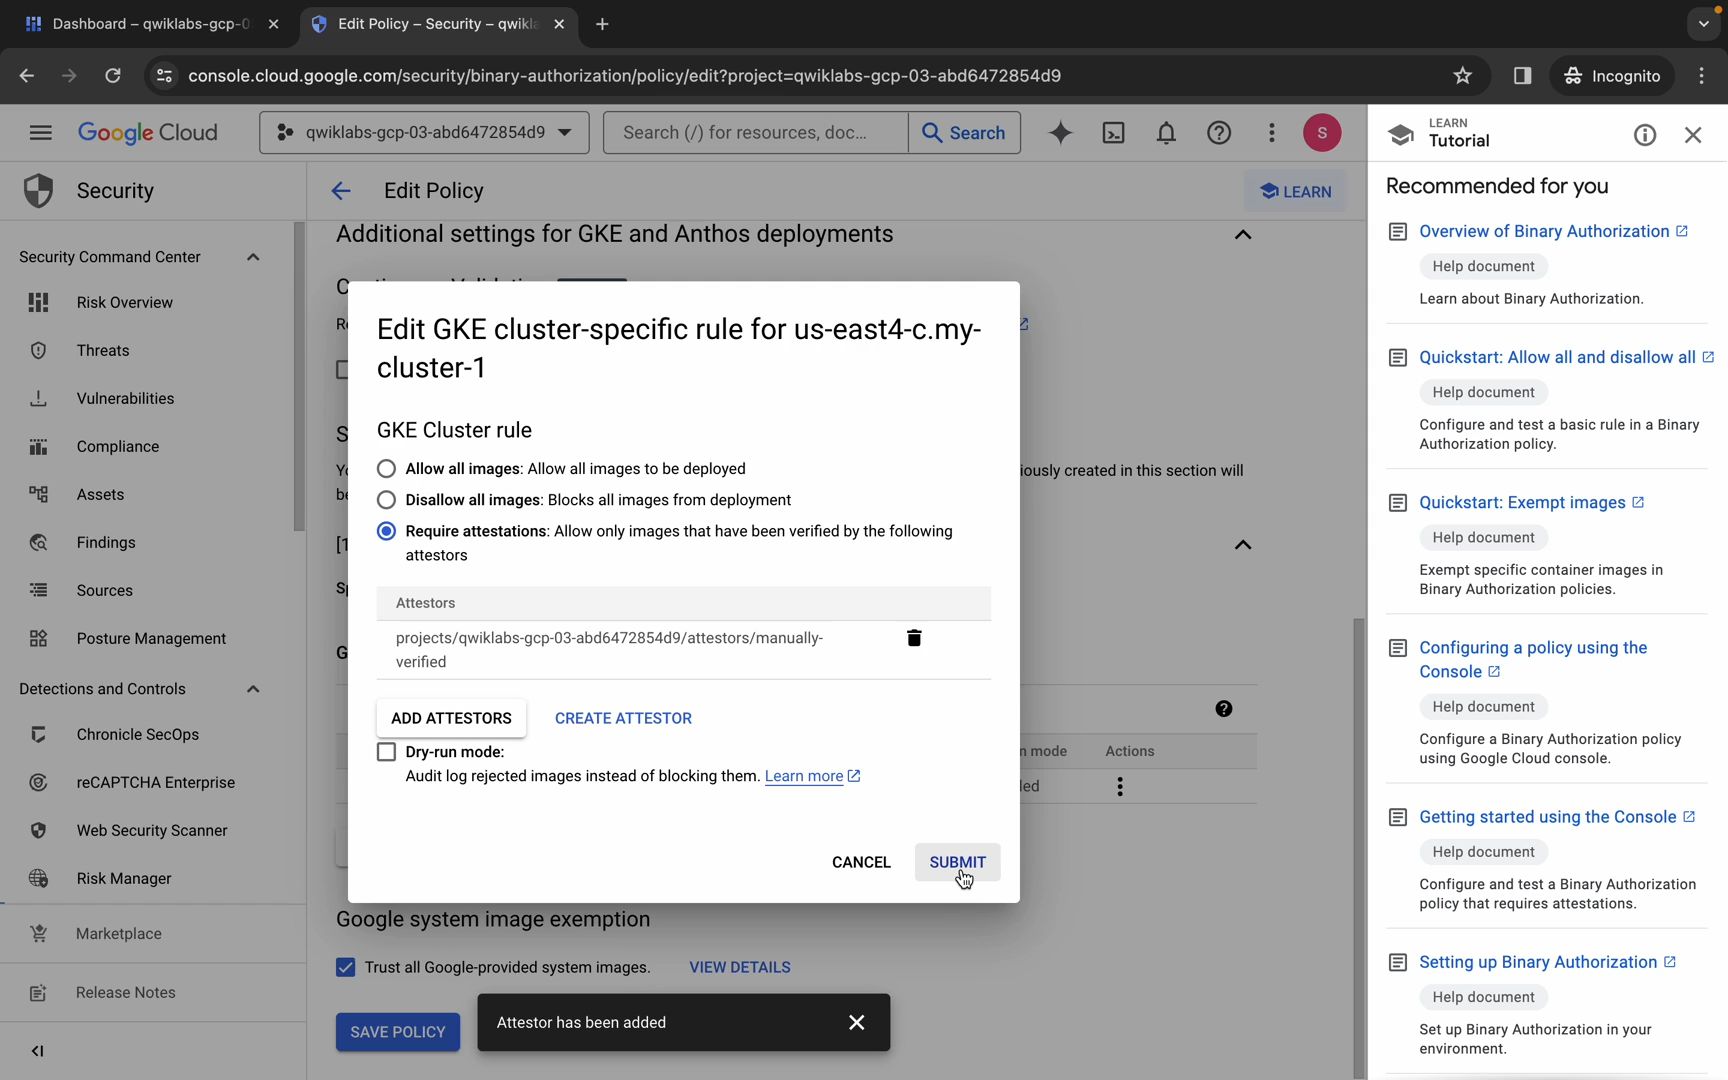 Dashboard – qwiklabs-gcp-0
Edit Policy – Security – qwikla
console.cloud.google.com/security/binary-authorization/policy/edit?project=qwiklabs-gcp-03-abd6472854d9
Incognito
Google Cloud
qwiklabs-gcp-03-abd6472854d9
Search (/) for resources, doc...
Search
S
LEARN
Tutorial
Security
Edit Policy
LEARN
Security Command Center
Risk Overview
Threats
Vulnerabilities
Compliance
Assets
Findings
Sources
Posture Management
Detections and Controls
Chronicle SecOps
reCAPTCHA Enterprise
Web Security Scanner
Risk Manager
Marketplace
Release Notes
Additional settings for GKE and Anthos deployments
Edit GKE cluster-specific rule for us-east4-c.my-
cluster-1
GKE Cluster rule
Allow all images: Allow all images to be deployed
Disallow all images: Blocks all images from deployment
Require attestations: Allow only images that have been verified by the following
attestors
Attestors
projects/qwiklabs-gcp-03-abd6472854d9/attestors/manually-
verified
ADD ATTESTORS
CREATE ATTESTOR
Dry-run mode:
Audit log rejected images instead of blocking them. Learn more
CANCEL
SUBMIT
created in this section will
mode
Actions
Google system image exemption
Trust all Google-provided system images.
VIEW DETAILS
SAVE POLICY
Attestor has been added
Recommended for you
Overview of Binary Authorization
Help document
Learn about Binary Authorization.
Quickstart: Allow all and disallow all
Help document
Configure and test a basic rule in a Binary
Authorization policy.
Quickstart: Exempt images
Help document
Exempt specific container images in
Binary Authorization policies.
Configuring a policy using the
Console
Help document
Configure a Binary Authorization policy
using Google Cloud console.
Getting started using the Console
Help document
Configure and test a Binary Authorization
policy that requires attestations.
Setting up Binary Authorization
Help document
Set up Binary Authorization in your
environment.